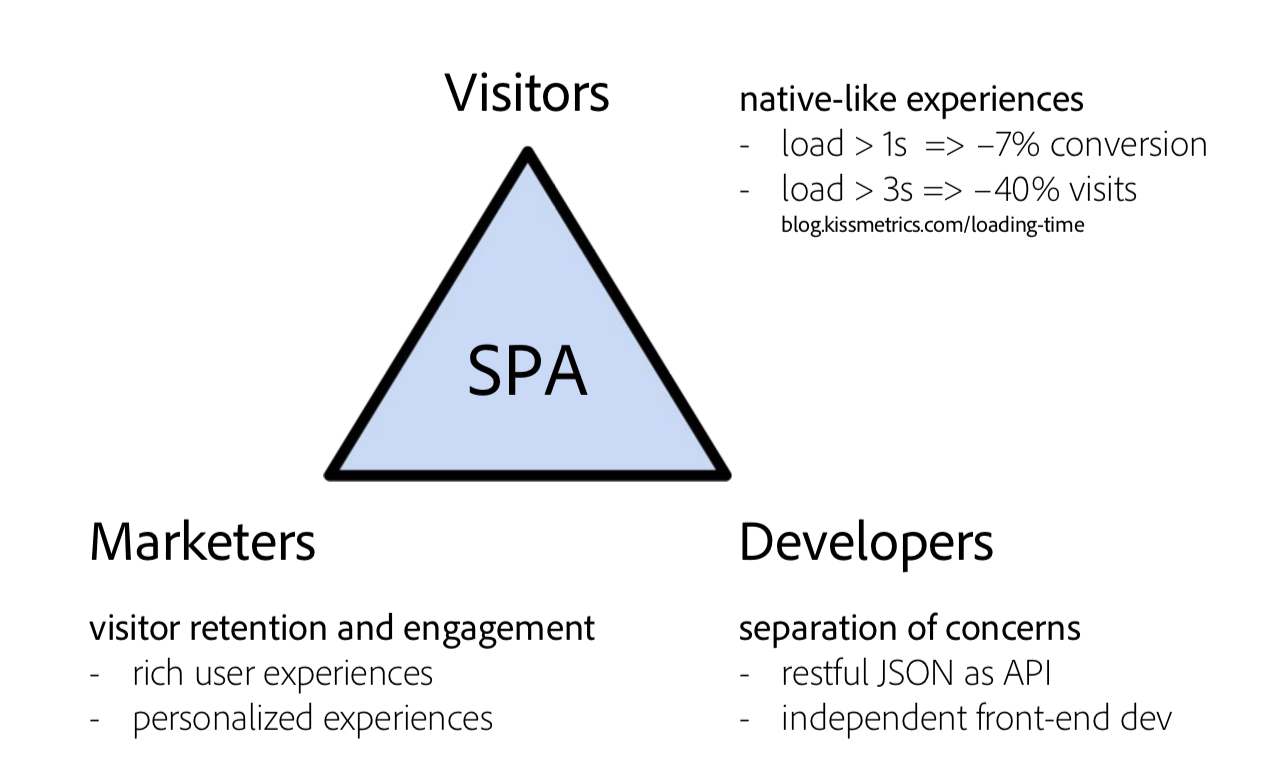 Visitors
native-like experiences
- load > 1s => –7% conversion
- load > 3s => –40% visits
blog.kissmetrics.com/loading-time
SPA
Marketers
visitor retention and engagement
- rich user experiences
- personalized experiences
Developers
separation of concerns
- restful JSON as API
- independent front-end dev